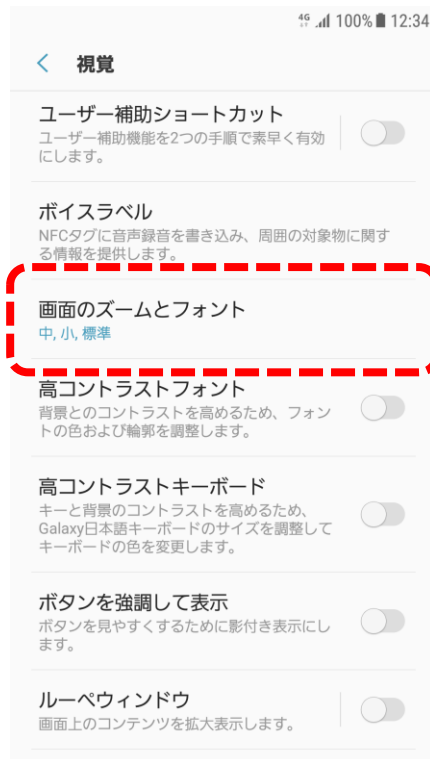 4G 100% 12:34
視覚
ユーザー補助ショートカット
ユーザー補助機能を2つの手順で素早く有効
にします。
ボイスラベル
NFCタグに音声録音を書き込み、周囲の対象物に関す
る情報を提供します。
画面のズームとフォント
中, 小, 標準
高コントラストフォント
背景とのコントラストを高めるため、フォン
トの色および輪郭を調整します。
高コントラストキーボード
キーと背景のコントラストを高めるため、
Galaxy日本語キーボードのサイズを調整して
キーボードの色を変更します。
ボタンを強調して表示
ボタンを見やすくするために影付き表示にし
ます。
ルーペウィンドウ
画面上のコンテンツを拡大表示します。